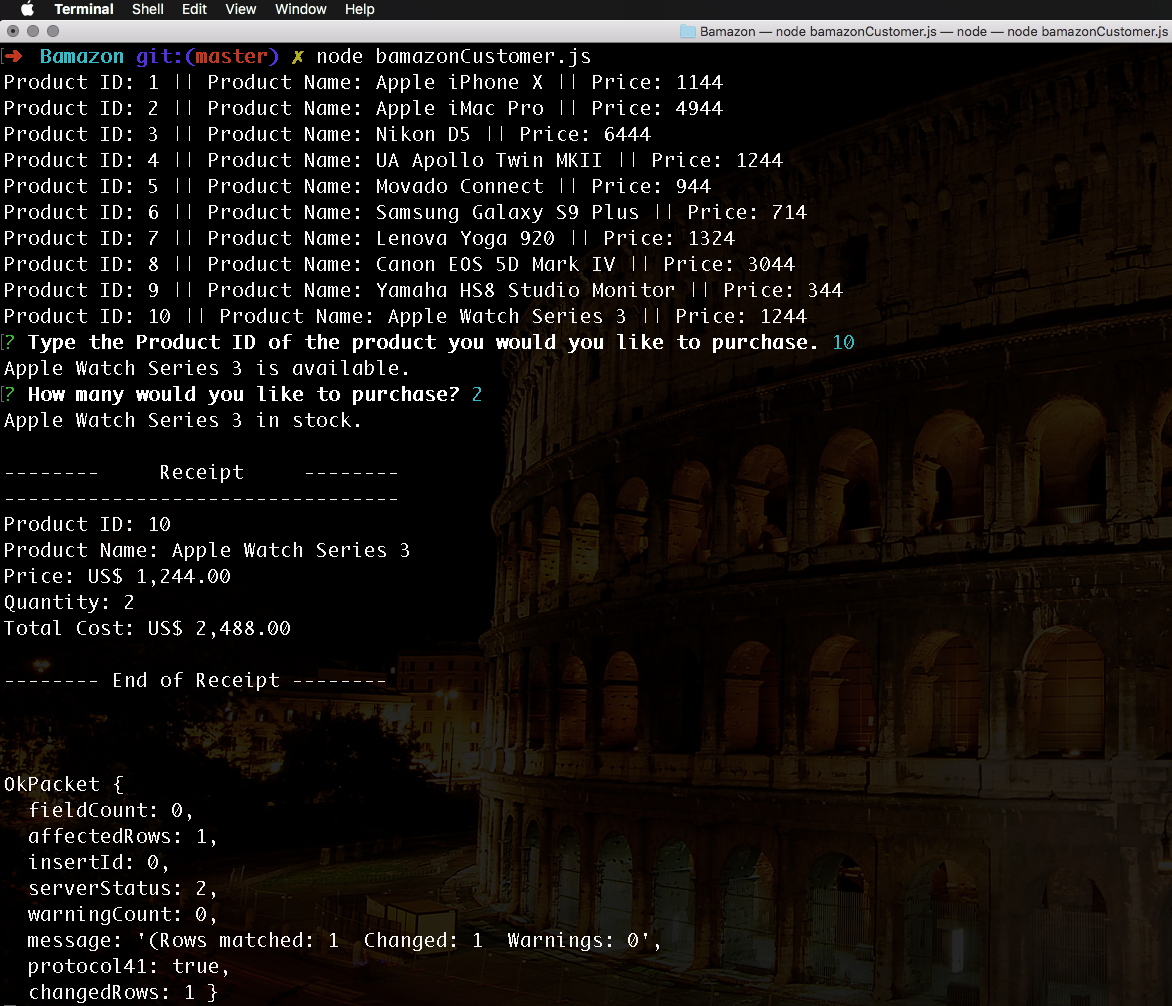 Terminal Shell Edit View Window Help
Bamazon — node bamazonCustomer.js — node — node bamazonCustomer.js
[➜ Bamazon git:(master) ✗ node bamazonCustomer.js
Product ID: 1 || Product Name: Apple iPhone X || Price: 1144
Product ID: 2 || Product Name: Apple iMac Pro || Price: 4944
Product ID: 3 || Product Name: Nikon D5 || Price: 6444
Product ID: 4 || Product Name: UA Apollo Twin MKII || Price: 1244
Product ID: 5 || Product Name: Movado Connect || Price: 944
Product ID: 6 || Product Name: Samsung Galaxy S9 Plus || Price: 714
Product ID: 7 || Product Name: Lenova Yoga 920 || Price: 1324
Product ID: 8 || Product Name: Canon EOS 5D Mark IV || Price: 3044
Product ID: 9 || Product Name: Yamaha HS8 Studio Monitor || Price: 344
Product ID: 10 || Product Name: Apple Watch Series 3 || Price: 1244
[? Type the Product ID of the product you would you like to purchase. 10
Apple Watch Series 3 is available.
[? How many would you like to purchase? 2
Apple Watch Series 3 in stock.
-------- Receipt --------
---------------------------------
Product ID: 10
Product Name: Apple Watch Series 3
Price: US$ 1,244.00
Quantity: 2
Total Cost: US$ 2,488.00
-------- End of Receipt --------
OkPacket {
fieldCount: 0,
affectedRows: 1,
insertId: 0,
serverStatus: 2,
warningCount: 0,
message: '(Rows matched: 1 Changed: 1 Warnings: 0',
protocol41: true,
changedRows: 1 }